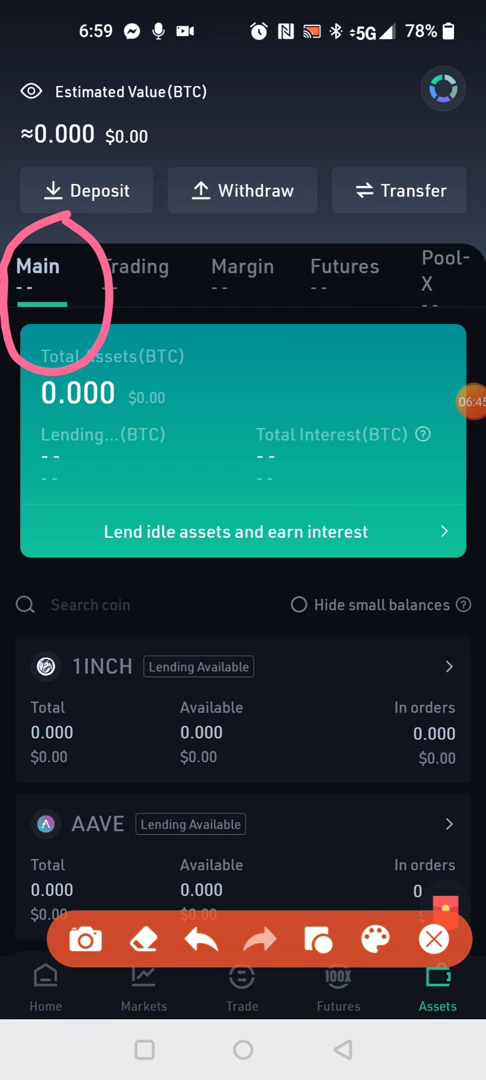 6:59 5G 78%
Estimated Value(BTC)
≈0.000 $0.00
Deposit Withdraw Transfer
Main Trading Margin Futures Pool-X
-- -- -- -- --
Total Assets(BTC)
0.000 $0.00
06:45
Lending...(BTC) Total Interest(BTC) ?
-- --
-- --
Lend idle assets and earn interest >
Search coin Hide small balances ?
1INCH Lending Available >
Total Available In orders
0.000 0.000 0.000
$0.00 $0.00 $0.00
AAVE Lending Available >
Total Available In orders
0.000 0.000 0
$0.00 $0.00
100X
Home Markets Trade Futures Assets